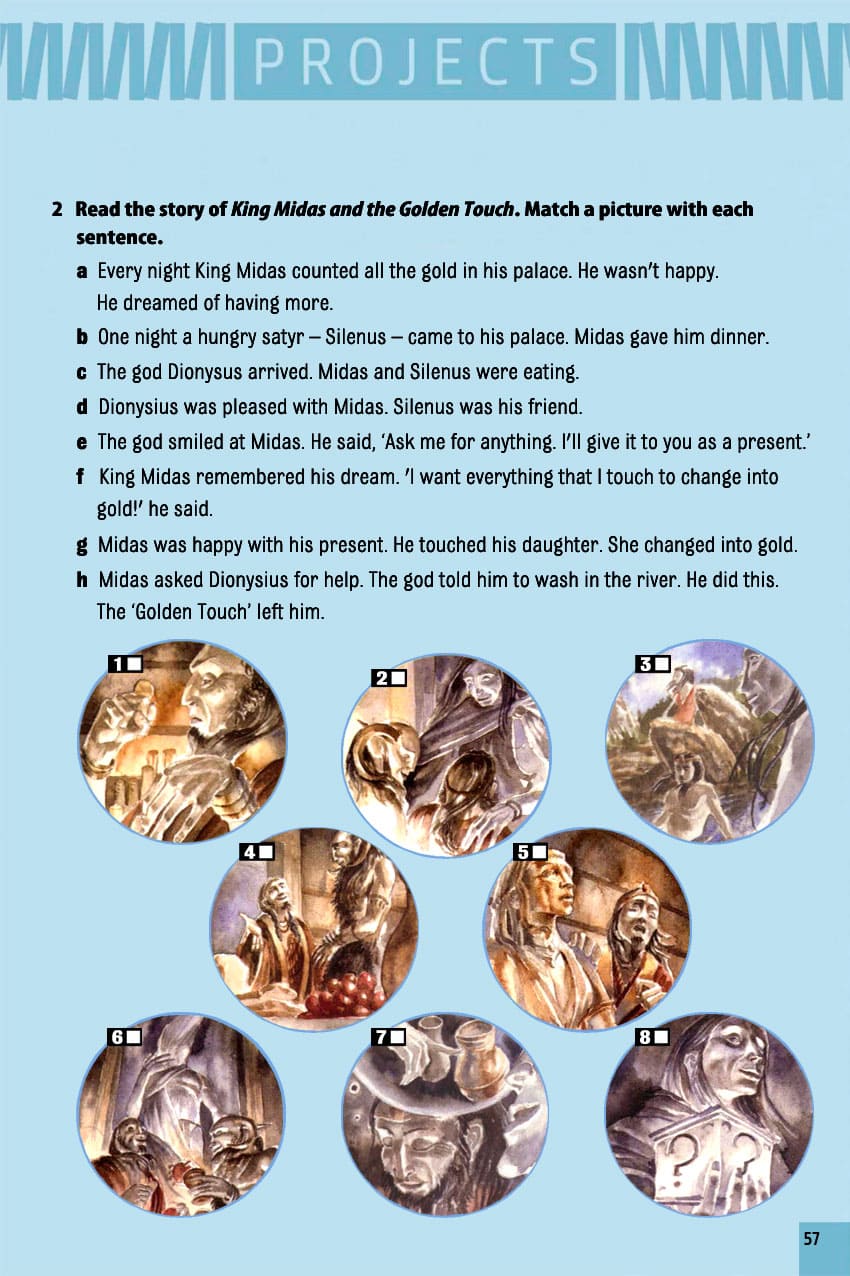 PROJECTS
2 Read the story of King Midas and the Golden Touch. Match a picture with each
sentence.
a Every night King Midas counted all the gold in his palace. He wasn't happy.
He dreamed of having more.
b One night a hungry satyr – Silenus – came to his palace. Midas gave him dinner.
c The god Dionysus arrived. Midas and Silenus were eating.
d Dionysius was pleased with Midas. Silenus was his friend.
e The god smiled at Midas. He said, 'Ask me for anything. I'll give it to you as a present.'
f King Midas remembered his dream. 'I want everything that I touch to change into
gold!' he said.
g Midas was happy with his present. He touched his daughter. She changed into gold.
h Midas asked Dionysius for help. The god told him to wash in the river. He did this.
The 'Golden Touch' left him.
1
2
3
4
5
6
7
8
? ?
57